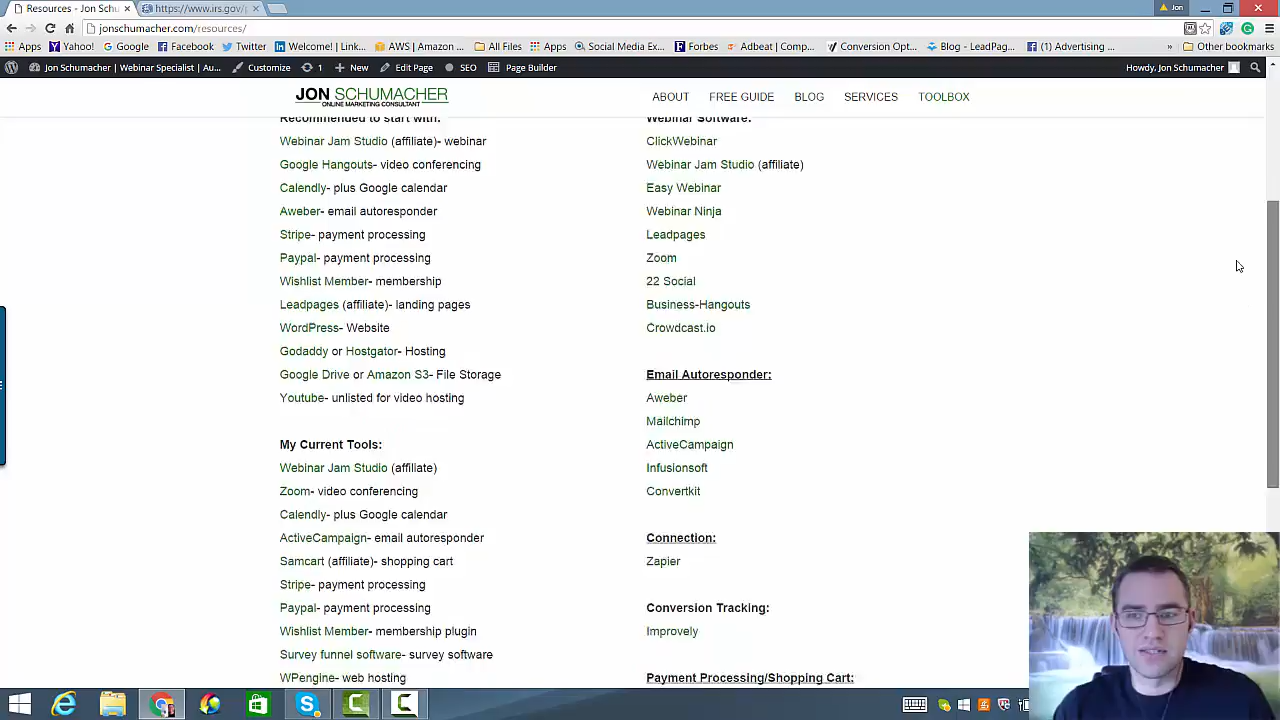 Resources - Jon Schu
https://www.irs.gov/p
Jon
jonschumacher.com/resources/
Apps
Yahoo!
Google
Facebook
Twitter
Welcome! | Link...
AWS | Amazon ...
All Files
Apps
Social Media Ex...
Forbes
Adbeat | Comp...
Conversion Opt...
Blog - LeadPag...
(1) Advertising ...
»
Other bookmarks
Jon Schumacher | Webinar Specialist | Au...
Customize
1
New
Edit Page
SEO
Page Builder
Howdy, Jon Schumacher
JON SCHUMACHER
ONLINE MARKETING CONSULTANT
ABOUT
FREE GUIDE
BLOG
SERVICES
TOOLBOX
Recommended to start with:
Webinar Jam Studio (affiliate)- webinar
Google Hangouts- video conferencing
Calendly- plus Google calendar
Aweber- email autoresponder
Stripe- payment processing
Paypal- payment processing
Wishlist Member- membership
Leadpages (affiliate)- landing pages
WordPress- Website
Godaddy or Hostgator- Hosting
Google Drive or Amazon S3- File Storage
Youtube- unlisted for video hosting
My Current Tools:
Webinar Jam Studio (affiliate)
Zoom- video conferencing
Calendly- plus Google calendar
ActiveCampaign- email autoresponder
Samcart (affiliate)- shopping cart
Stripe- payment processing
Paypal- payment processing
Wishlist Member- membership plugin
Survey funnel software- survey software
WPengine- web hosting
Webinar Software:
ClickWebinar
Webinar Jam Studio (affiliate)
Easy Webinar
Webinar Ninja
Leadpages
Zoom
22 Social
Business-Hangouts
Crowdcast.io
Email Autoresponder:
Aweber
Mailchimp
ActiveCampaign
Infusionsoft
Convertkit
Connection:
Zapier
Conversion Tracking:
Improvely
Payment Processing/Shopping Cart: